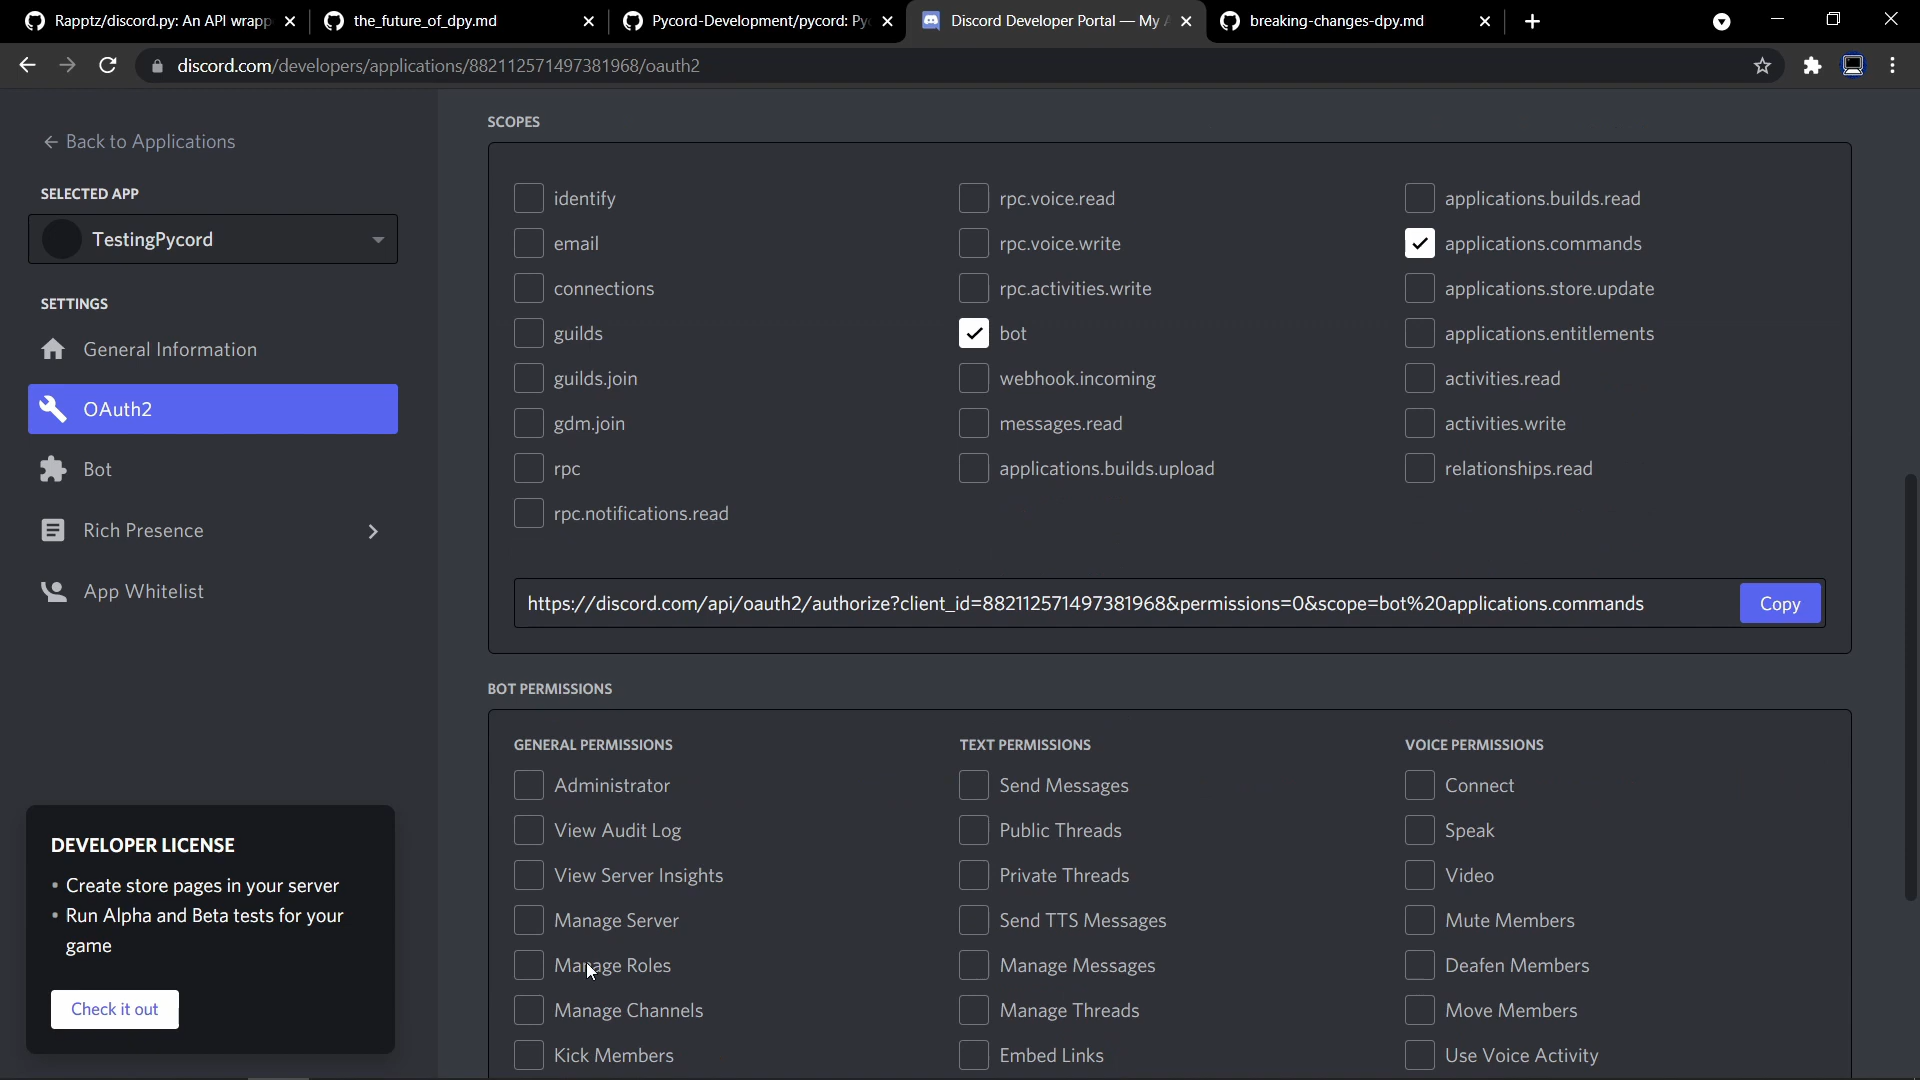 Rapptz/discord.py: An API wrapp
the_future_of_dpy.md
Pycord-Development/pycord: Py
Discord Developer Portal — My A
breaking-changes-dpy.md
discord.com/developers/applications/882112571497381968/oauth2
← Back to Applications
SELECTED APP
TestingPycord
SETTINGS
General Information
OAuth2
Bot
Rich Presence
App Whitelist
DEVELOPER LICENSE
• Create store pages in your server
• Run Alpha and Beta tests for your
game
Check it out
SCOPES
identify
email
connections
guilds
guilds.join
gdm.join
rpc
rpc.notifications.read
rpc.voice.read
rpc.voice.write
rpc.activities.write
bot
webhook.incoming
messages.read
applications.builds.upload
applications.builds.read
applications.commands
applications.store.update
applications.entitlements
activities.read
activities.write
relationships.read
https://discord.com/api/oauth2/authorize?client_id=882112571497381968&permissions=0&scope=bot%20applications.commands
Copy
BOT PERMISSIONS
GENERAL PERMISSIONS
Administrator
View Audit Log
View Server Insights
Manage Server
Manage Roles
Manage Channels
Kick Members
TEXT PERMISSIONS
Send Messages
Public Threads
Private Threads
Send TTS Messages
Manage Messages
Manage Threads
Embed Links
VOICE PERMISSIONS
Connect
Speak
Video
Mute Members
Deafen Members
Move Members
Use Voice Activity